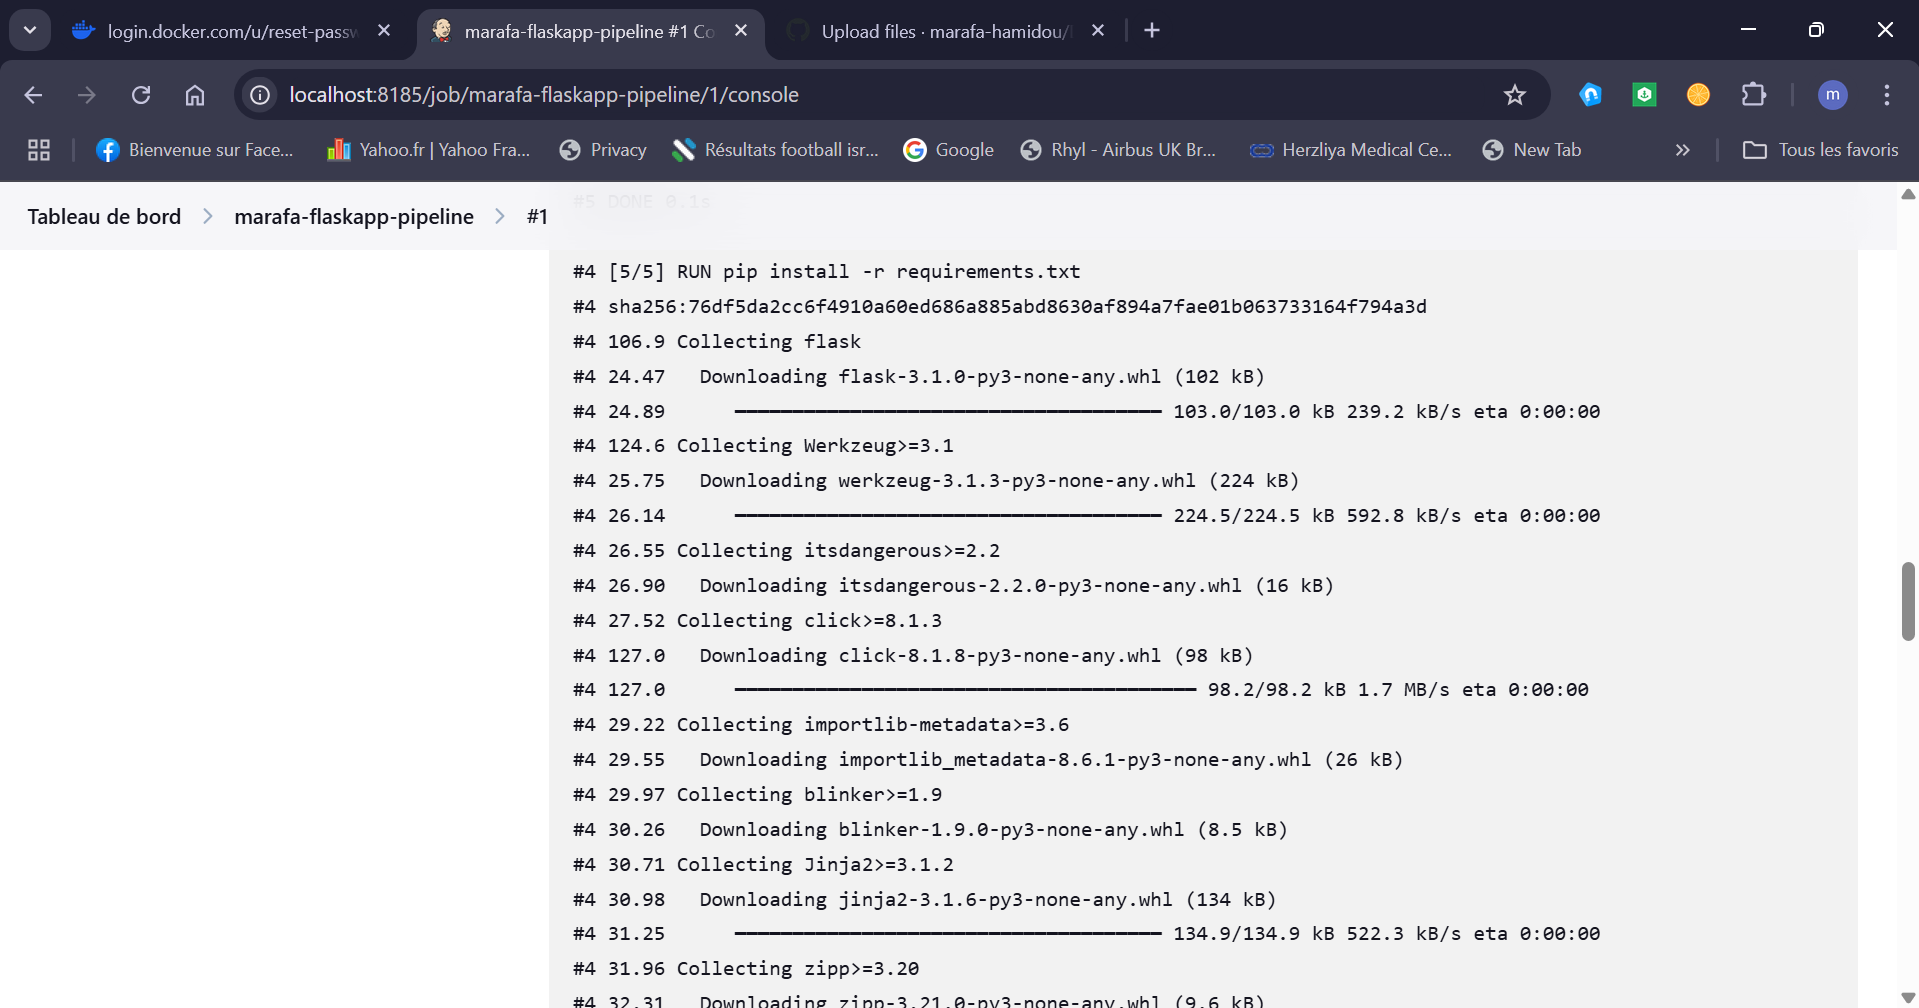 login.docker.com/u/reset-passw
marafa-flaskapp-pipeline #1 Co
Upload files · marafa-hamidou/
localhost:8185/job/marafa-flaskapp-pipeline/1/console
m
Bienvenue sur Face...
Yahoo.fr | Yahoo Fra...
Privacy
Résultats football isr...
Google
Rhyl - Airbus UK Br...
Herzliya Medical Ce...
New Tab
Tous les favoris
#5 DONE 0.1s
Tableau de bord > marafa-flaskapp-pipeline > #1
#4 [5/5] RUN pip install -r requirements.txt
#4 sha256:76df5da2cc6f4910a60ed686a885abd8630af894a7fae01b063733164f794a3d
#4 106.9 Collecting flask
#4 24.47   Downloading flask-3.1.0-py3-none-any.whl (102 kB)
#4 24.89      ━━━━━━━━━━━━━━━━━━━━━━━━━━━━━━━━━━━━━ 103.0/103.0 kB 239.2 kB/s eta 0:00:00
#4 124.6 Collecting Werkzeug>=3.1
#4 25.75   Downloading werkzeug-3.1.3-py3-none-any.whl (224 kB)
#4 26.14      ━━━━━━━━━━━━━━━━━━━━━━━━━━━━━━━━━━━━━ 224.5/224.5 kB 592.8 kB/s eta 0:00:00
#4 26.55 Collecting itsdangerous>=2.2
#4 26.90   Downloading itsdangerous-2.2.0-py3-none-any.whl (16 kB)
#4 27.52 Collecting click>=8.1.3
#4 127.0   Downloading click-8.1.8-py3-none-any.whl (98 kB)
#4 127.0      ━━━━━━━━━━━━━━━━━━━━━━━━━━━━━━━━━━━━━━━━ 98.2/98.2 kB 1.7 MB/s eta 0:00:00
#4 29.22 Collecting importlib-metadata>=3.6
#4 29.55   Downloading importlib_metadata-8.6.1-py3-none-any.whl (26 kB)
#4 29.97 Collecting blinker>=1.9
#4 30.26   Downloading blinker-1.9.0-py3-none-any.whl (8.5 kB)
#4 30.71 Collecting Jinja2>=3.1.2
#4 30.98   Downloading jinja2-3.1.6-py3-none-any.whl (134 kB)
#4 31.25      ━━━━━━━━━━━━━━━━━━━━━━━━━━━━━━━━━━━━━ 134.9/134.9 kB 522.3 kB/s eta 0:00:00
#4 31.96 Collecting zipp>=3.20
#4 32.31   Downloading zipp-3.21.0-py3-none-any.whl (9.6 kB)